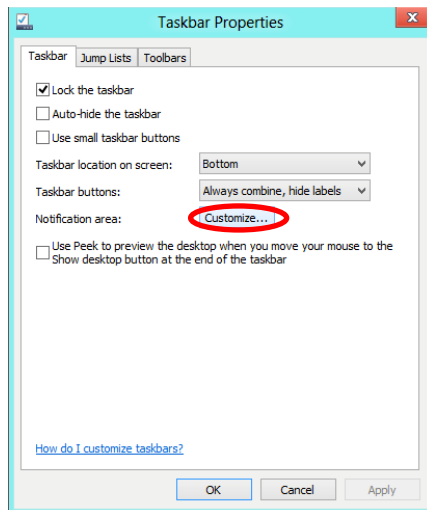 Taskbar Properties
x
Taskbar Jump Lists Toolbars
Lock the taskbar
Auto-hide the taskbar
Use small taskbar buttons
Taskbar location on screen: Bottom
Taskbar buttons: Always combine, hide labels
Notification area: Customize...
Use Peek to preview the desktop when you move your mouse to the
Show desktop button at the end of the taskbar
How do I customize taskbars?
OK Cancel Apply